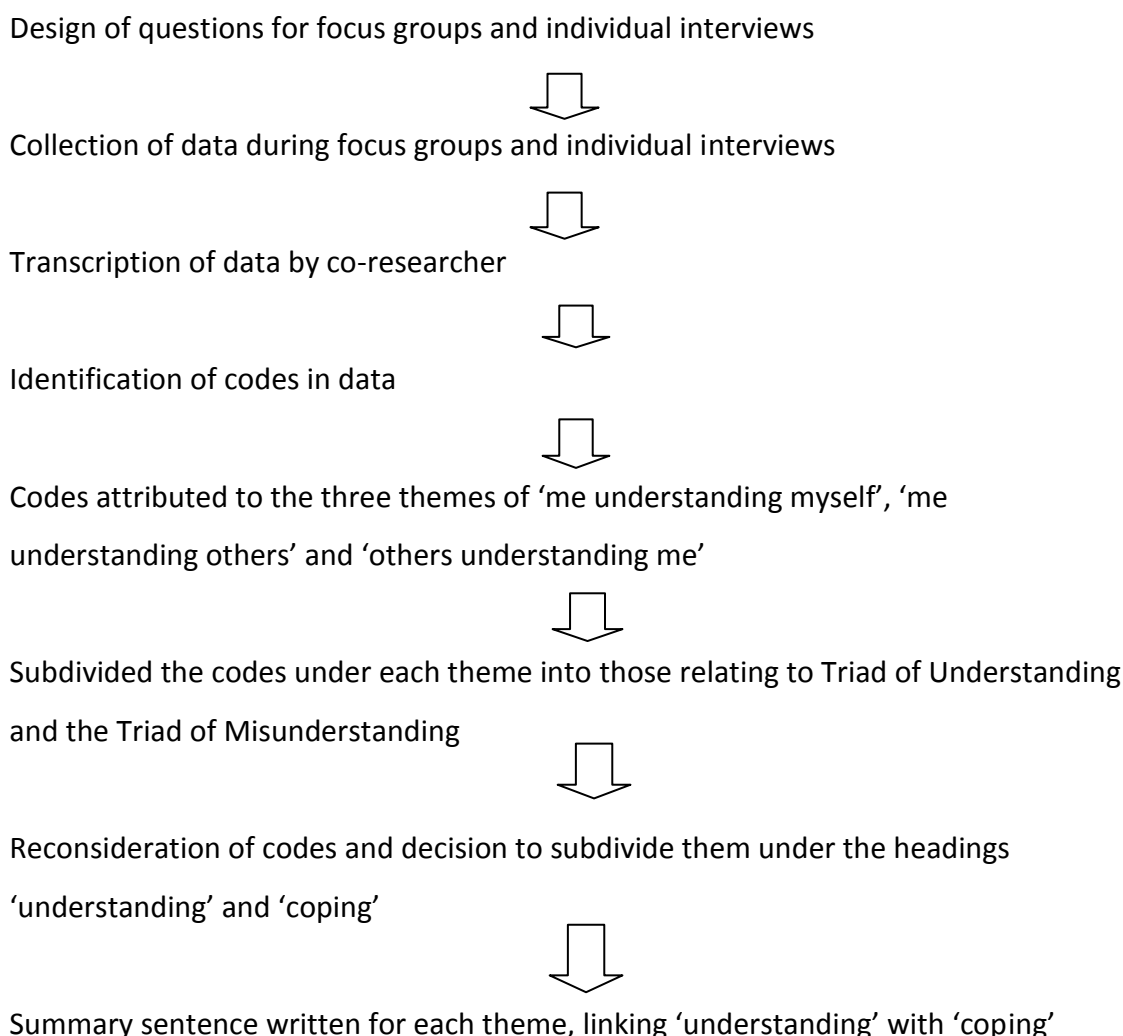 Design of questions for focus groups and individual interviews
Collection of data during focus groups and individual interviews
Transcription of data by co-researcher
Identification of codes in data
Codes attributed to the three themes of ‘me understanding myself’, ‘me
understanding others’ and ‘others understanding me’
Subdivided the codes under each theme into those relating to Triad of Understanding
and the Triad of Misunderstanding
Reconsideration of codes and decision to subdivide them under the headings
‘understanding’ and ‘coping’
Summary sentence written for each theme, linking ‘understanding’ with ‘coping’